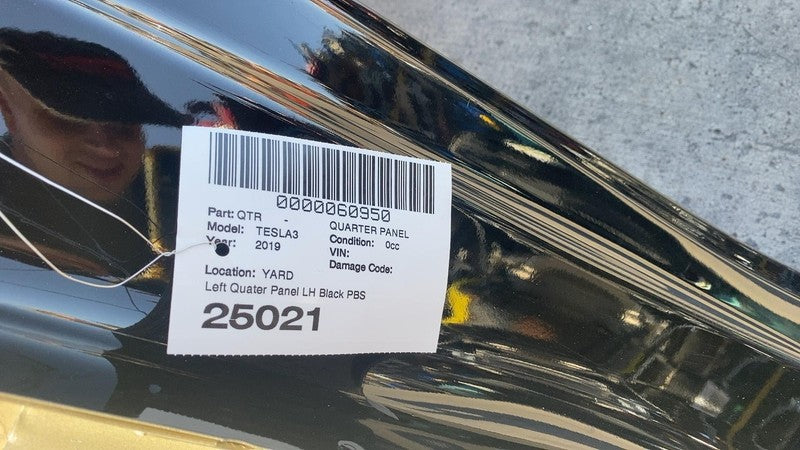 0000060950
Part: QTR - QUARTER PANEL
Model: TESLA3 Condition: 0cc
Year: 2019 VIN:
Damage Code:
Location: YARD
Left Quater Panel LH Black PBS
25021